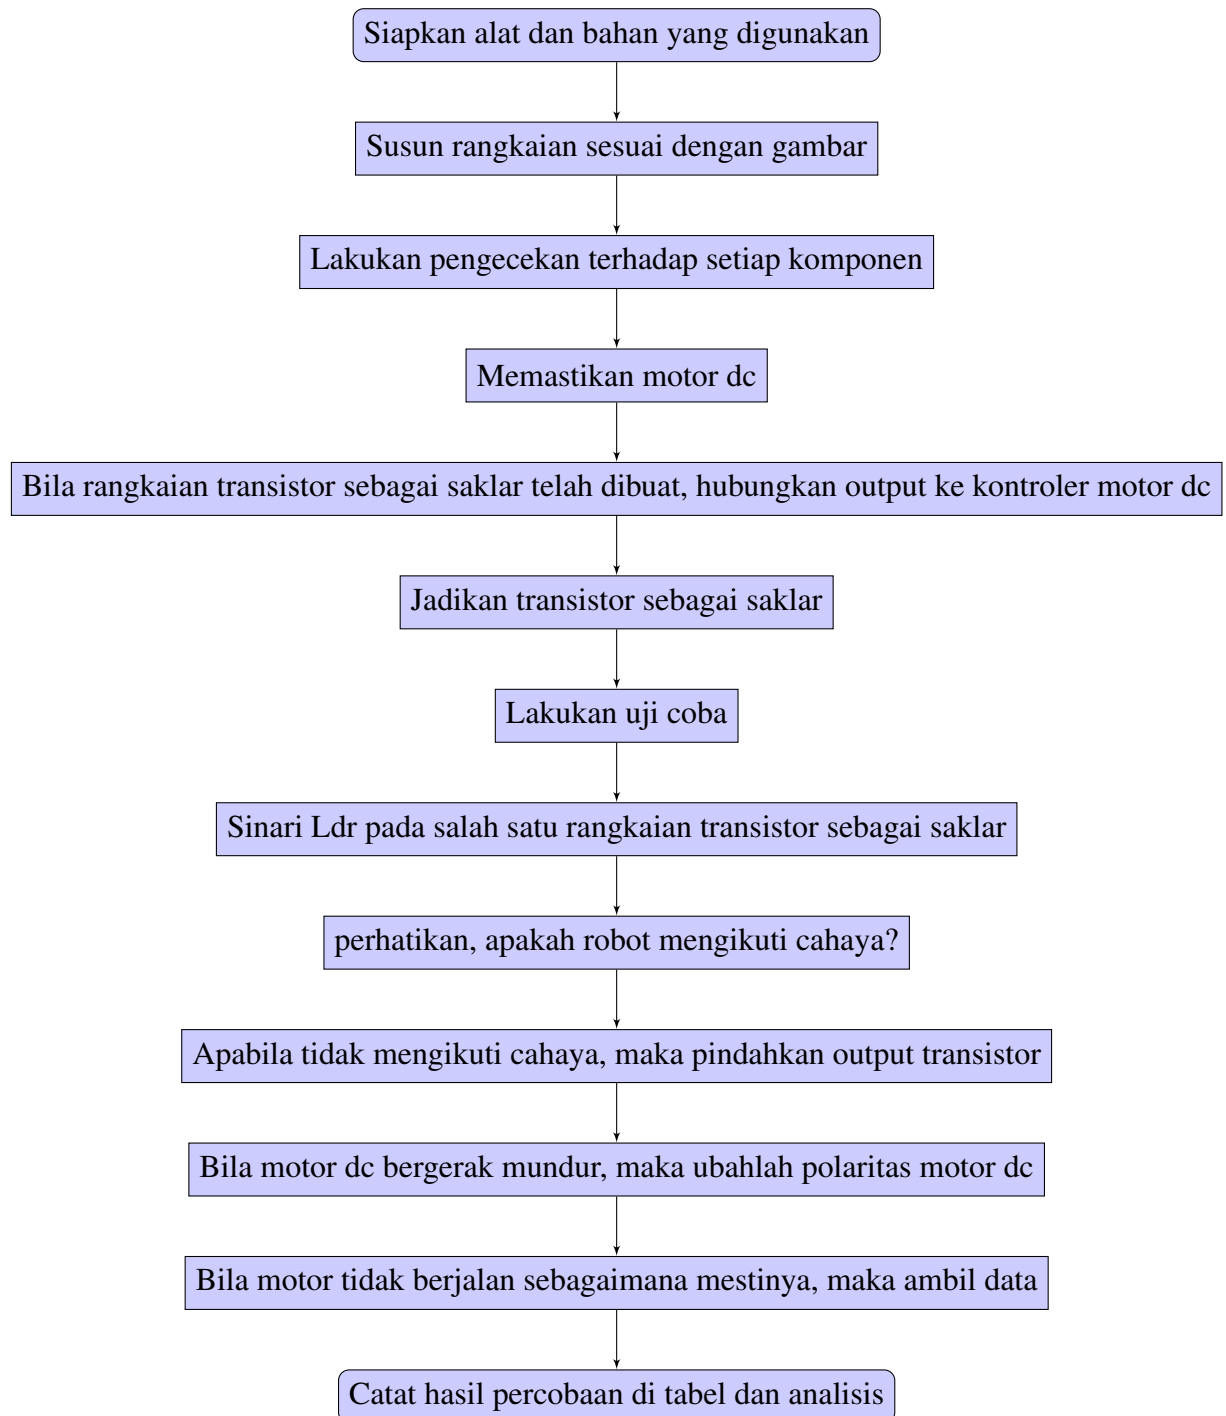 Siapkan alat dan bahan yang digunakan
Susun rangkaian sesuai dengan gambar
Lakukan pengecekan terhadap setiap komponen
Memastikan motor dc
Bila rangkaian transistor sebagai saklar telah dibuat, hubungkan output ke kontroler motor dc
Jadikan transistor sebagai saklar
Lakukan uji coba
Sinari Ldr pada salah satu rangkaian transistor sebagai saklar
perhatikan, apakah robot mengikuti cahaya?
Apabila tidak mengikuti cahaya, maka pindahkan output transistor
Bila motor dc bergerak mundur, maka ubahlah polaritas motor dc
Bila motor tidak berjalan sebagaimana mestinya, maka ambil data
Catat hasil percobaan di tabel dan analisis